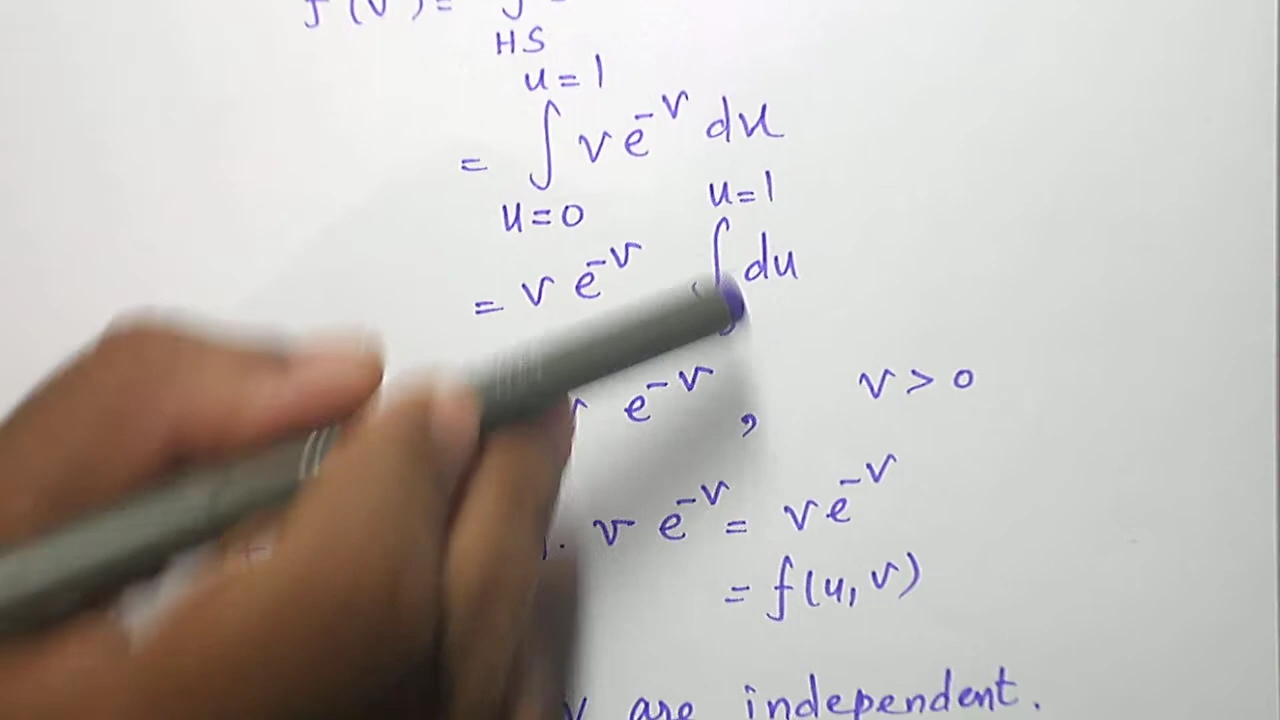 f(v) =
HS
u=1
= ∫ v e^{-v} du
u=0
u=1
= v e^{-v} ∫ du
e^{-v} , v > 0
. v e^{-v} = v e^{-v}
= f(u, v)
v are independent.